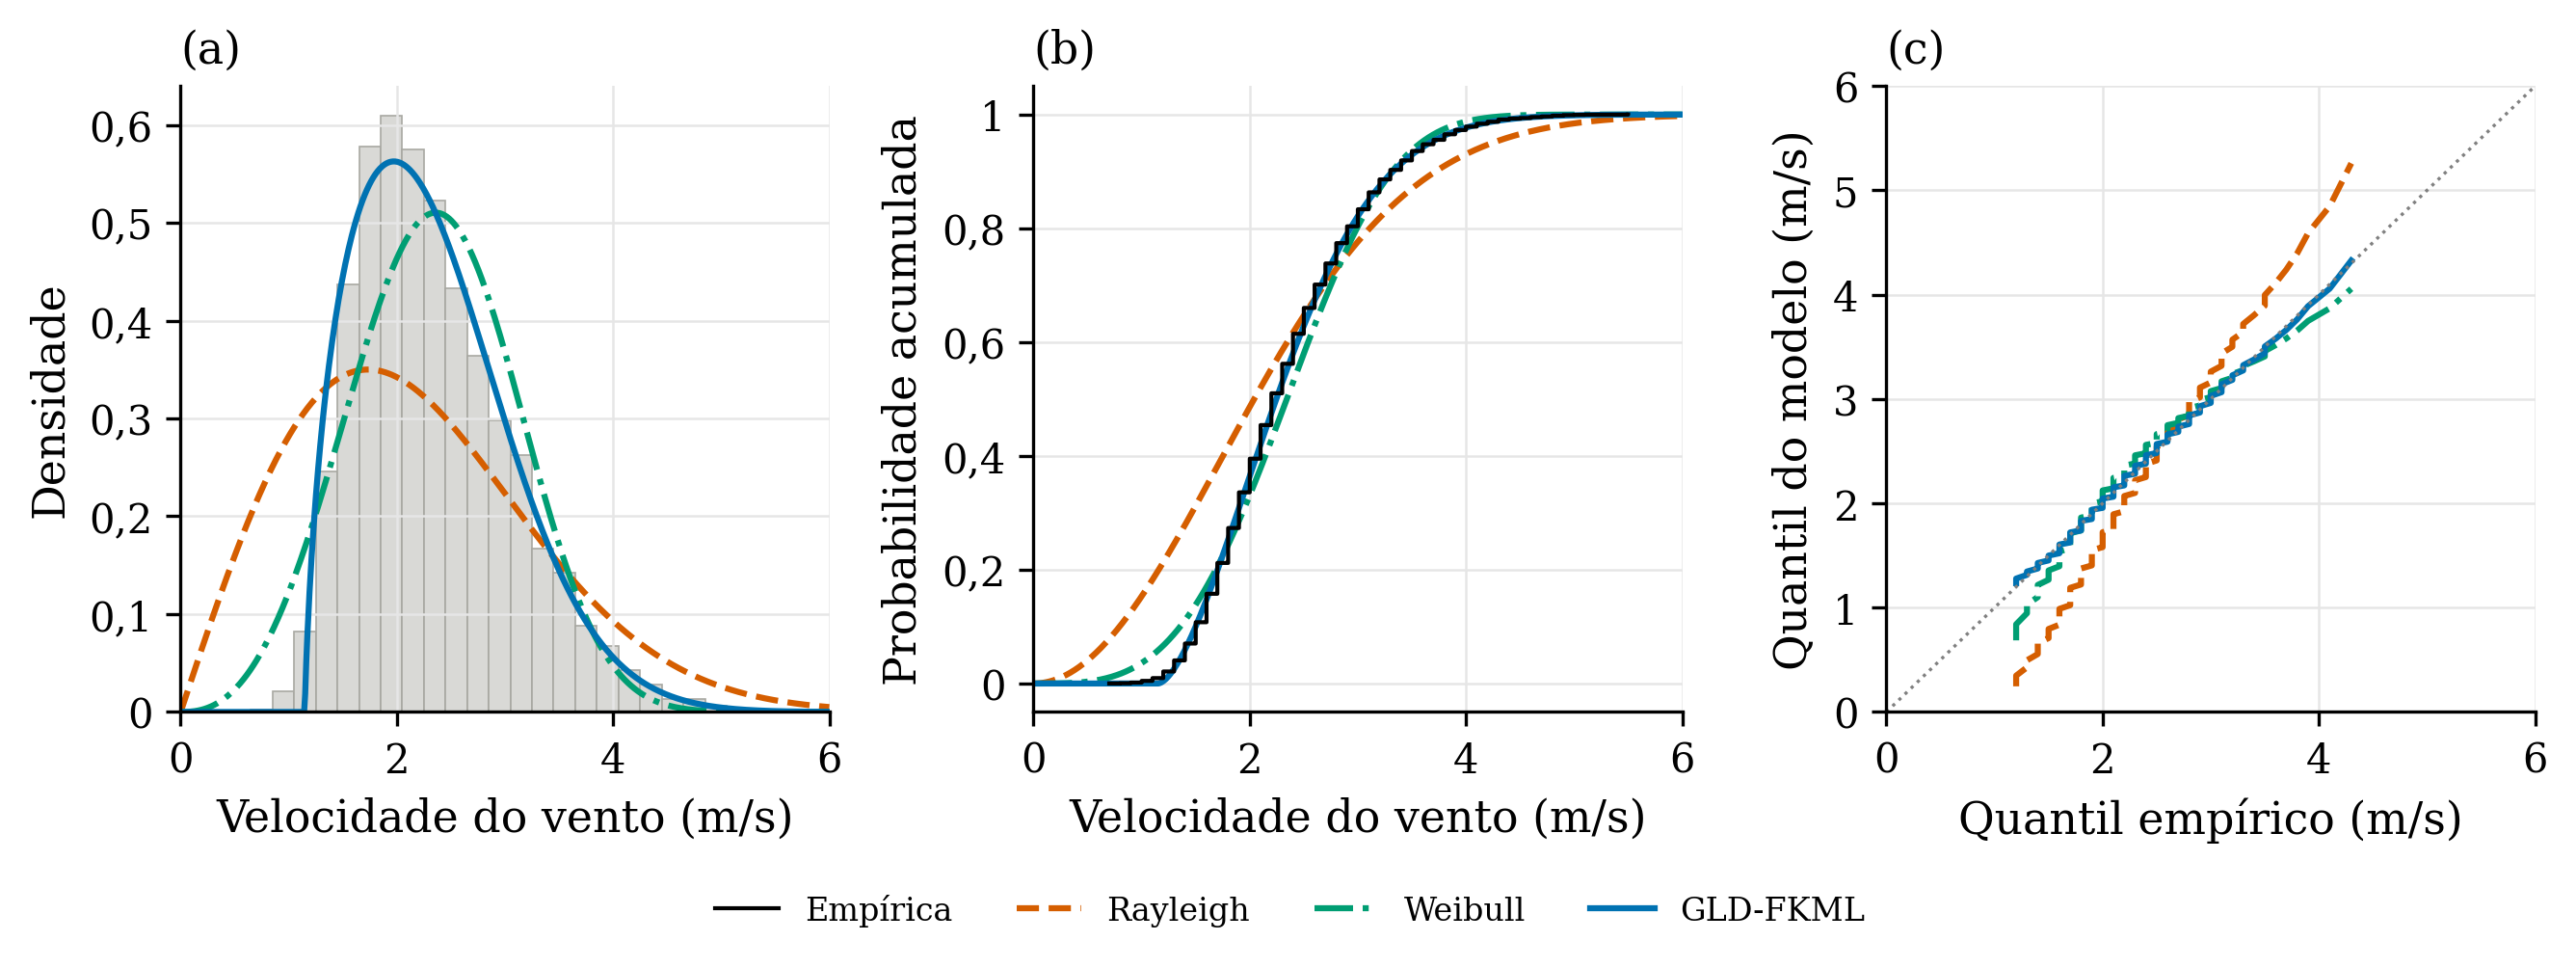 (a)
Densidade
0,6
0,5
0,4
0,3
0,2
0,1
0
0 2 4 6
Velocidade do vento (m/s)
(b)
Probabilidade acumulada
1
0,8
0,6
0,4
0,2
0
0 2 4 6
Velocidade do vento (m/s)
(c)
Quantil do modelo (m/s)
6
5
4
3
2
1
0
0 2 4 6
Quantil empírico (m/s)
Empírica Rayleigh Weibull GLD-FKML